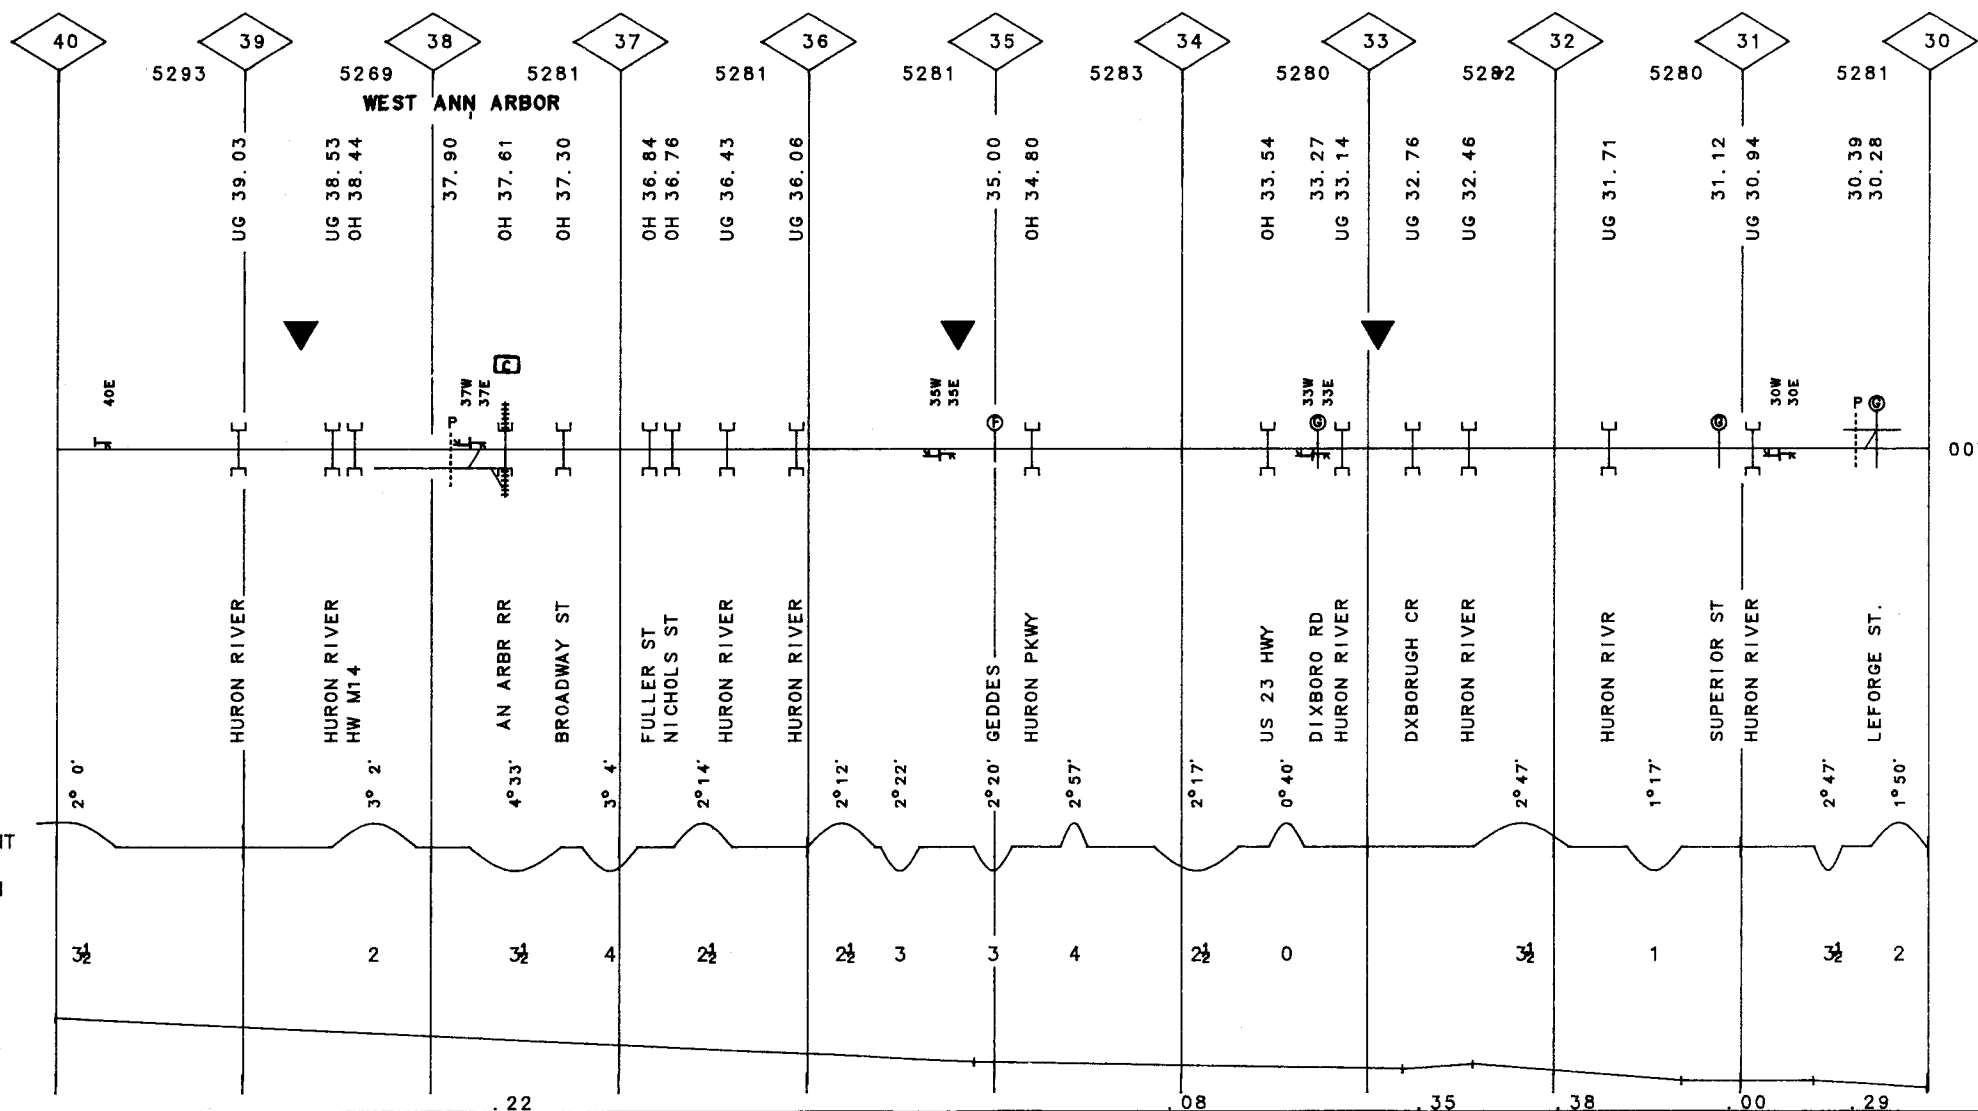 40 39 38 37 36 35 34 33 32 31 30
5293 5269 5281 5281 5281 5283 5280 5282 5280 5281
WEST ANN ARBOR
UG 39.03
UG 38.53
OH 38.44
37.90
OH 37.61
OH 37.30
OH 36.84
OH 36.76
UG 36.43
UG 36.06
35.00
OH 34.80
OH 33.54
33.27
UG 33.14
UG 32.76
UG 32.46
UG 31.71
31.12
UG 30.94
30.39
30.28
40E
P
37W
37E
C
35W
35E
F
33W
33E
G
G
30W
30E
P
G
00
HURON RIVER
HURON RIVER
HW M14
AN ARBR RR
BROADWAY ST
FULLER ST
NICHOLS ST
HURON RIVER
HURON RIVER
GEDDES
HURON PKWY
US 23 HWY
DIXBORO RD
HURON RIVER
DXBOROUGH CR
HURON RIVER
HURON RIVR
SUPERIOR ST
HURON RIVER
LEFORGE ST.
2° 0' 3° 2' 4°33' 3° 4' 2°14' 2°12' 2°22' 2°20' 2°57' 2°17' 0°40' 2°47' 1°17' 2°47' 1°50'
3½ 2 3½ 4 2½ 2½ 3 3 4 2½ 0 3½ 1 3½ 2
.22 .08 .35 .38 .00 .29